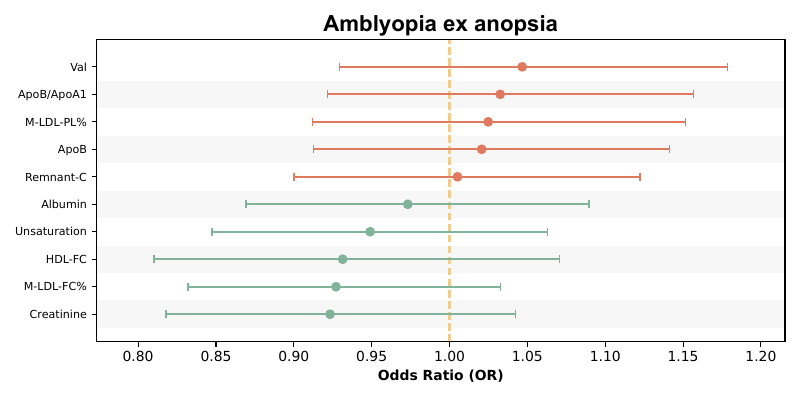 Amblyopia ex anopsia
Val
ApoB/ApoA1
M-LDL-PL%
ApoB
Remnant-C
Albumin
Unsaturation
HDL-FC
M-LDL-FC%
Creatinine
0.80 0.85 0.90 0.95 1.00 1.05 1.10 1.15 1.20
Odds Ratio (OR)